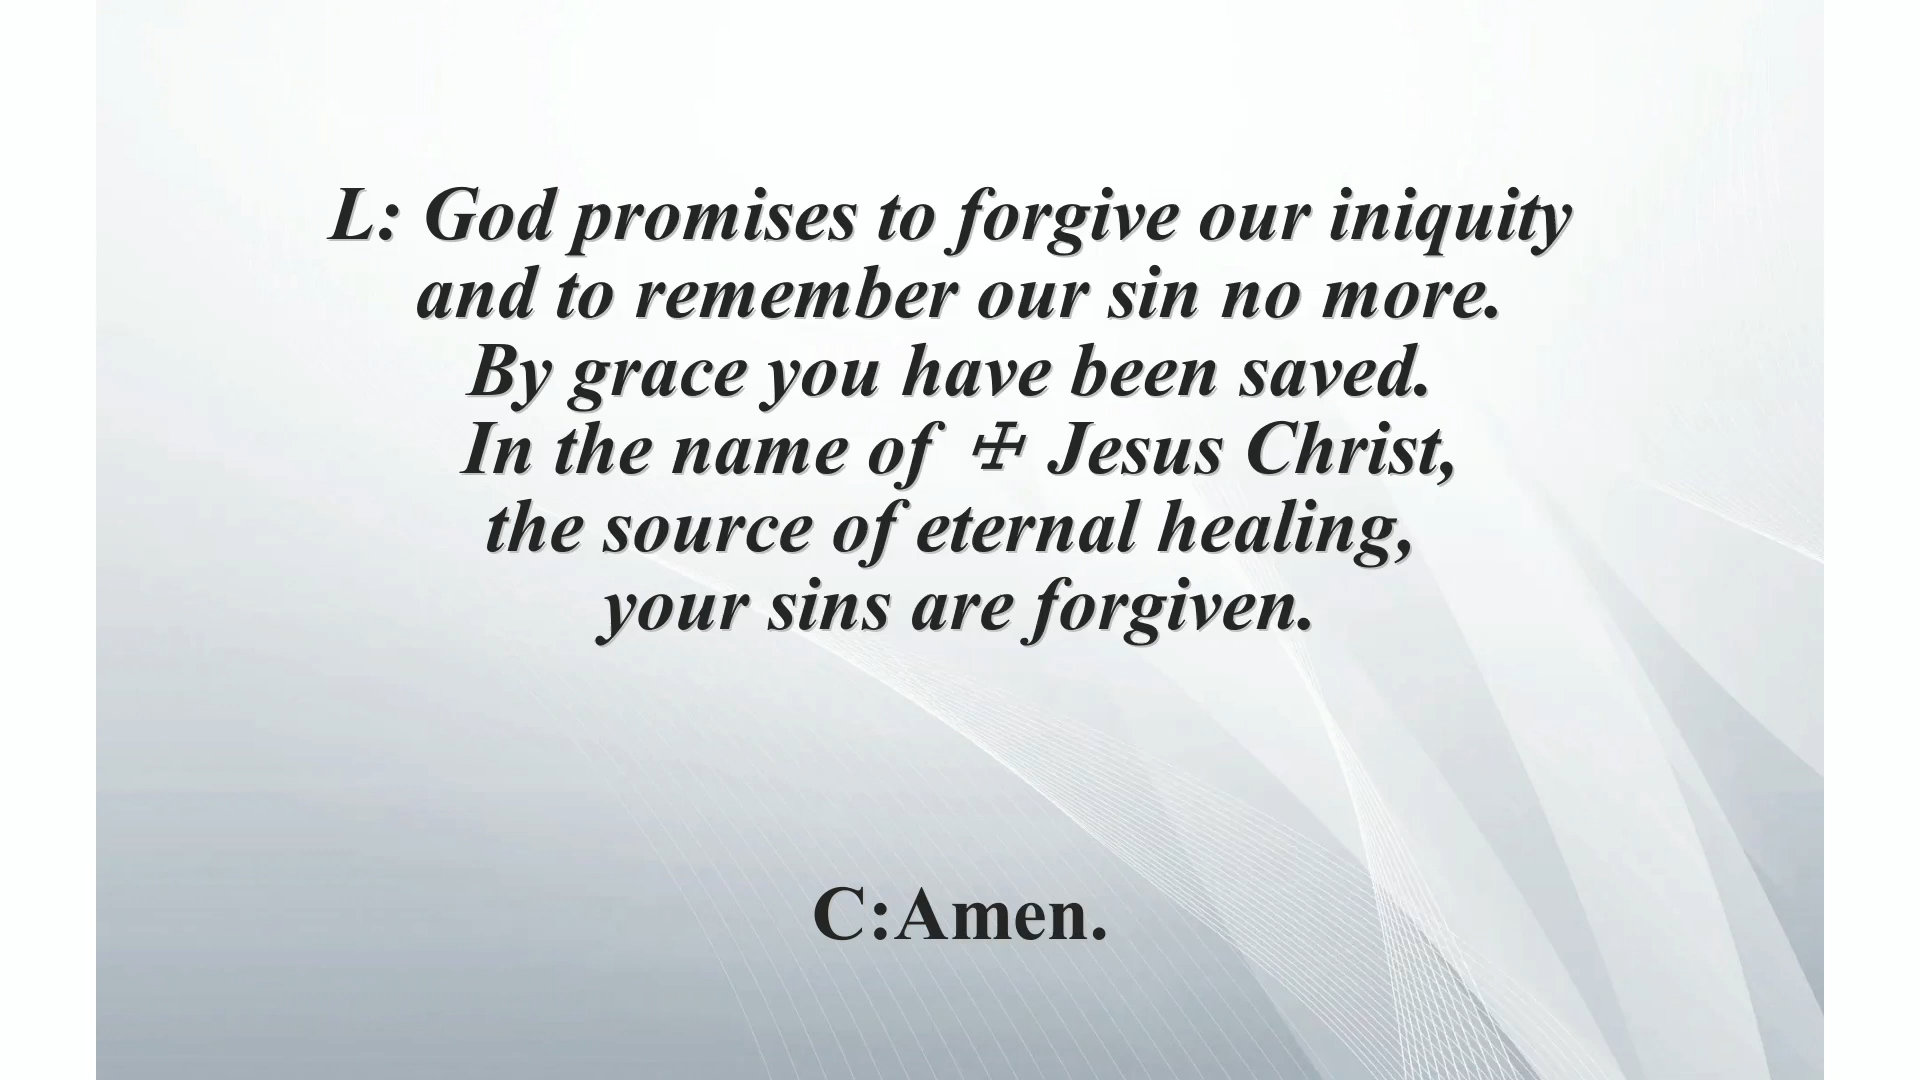 L: God promises to forgive our iniquity
and to remember our sin no more.
By grace you have been saved.
In the name of ☩ Jesus Christ,
the source of eternal healing,
your sins are forgiven.
C:Amen.